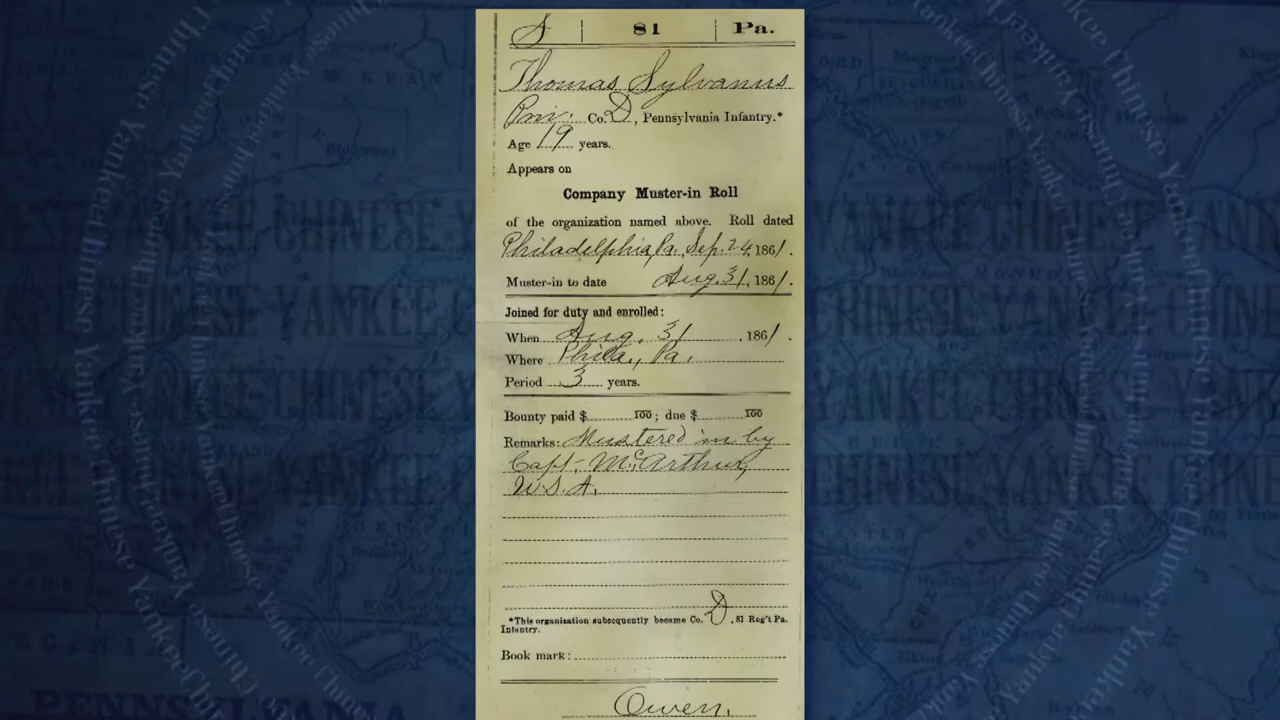 S | 81 | Pa.
Thomas Sylvanus
Priv. Co. D, Pennsylvania Infantry.*
Age 19 years.
Appears on
Company Muster-in Roll
of the organization named above. Roll dated
Philadelphia, Pa., Sep. 24, 1861.
Muster-in to date Aug. 31, 1861.
Joined for duty and enrolled:
When Aug. 31, 1861.
Where Phila., Pa.
Period 3 years.
Bounty paid $ 100; due $ 100
Remarks: Mustered in by
Capt. McArthur,
U.S.A.
*This organization subsequently became Co. D, 81 Reg't Pa.
Infantry.
Book mark:
Owen,
PENNSYLVANIA
CHINESE YANKEE